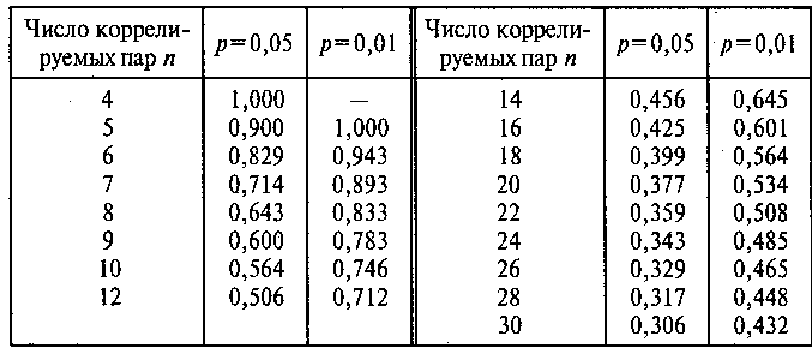 Число коррели- p=0,05 p=0,01 Число коррели- p=0,05 p=0,01
руемых пар n руемых пар n
4 1,000 — 14 0,456 0,645
5 0,900 1,000 16 0,425 0,601
6 0,829 0,943 18 0,399 0,564
7 0,714 0,893 20 0,377 0,534
8 0,643 0,833 22 0,359 0,508
9 0,600 0,783 24 0,343 0,485
10 0,564 0,746 26 0,329 0,465
12 0,506 0,712 28 0,317 0,448
30 0,306 0,432